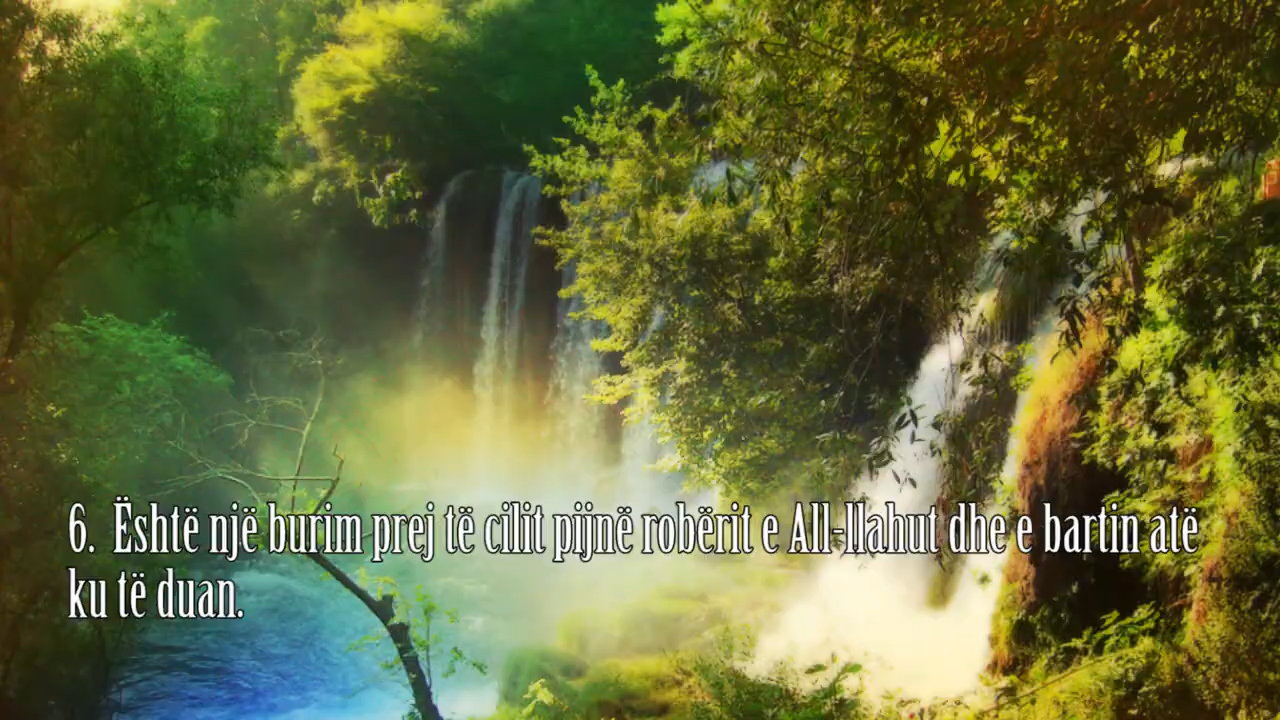 6.  Është një burim prej të cilit pijnë robërit e All-llahut dhe e bartin atë
ku të duan.